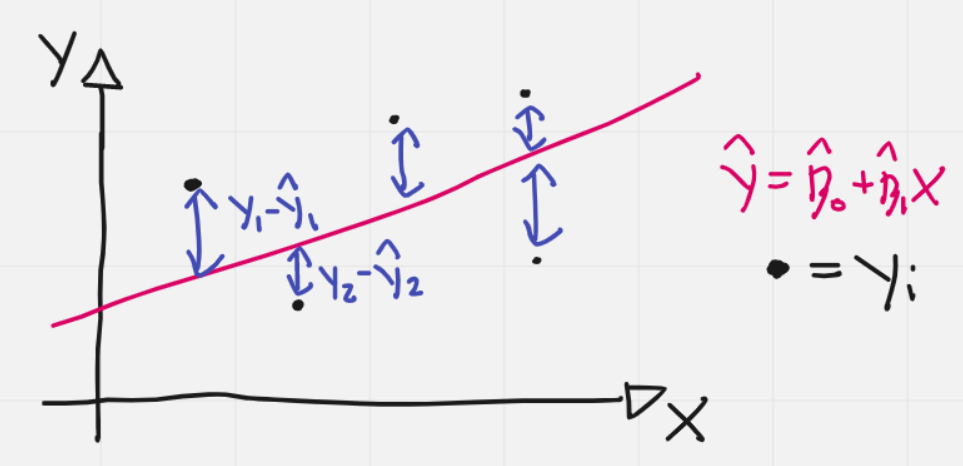 Y
y₁-ŷ₁
y₂-ŷ₂
ŷ = β̂₀ + β̂₁x
• = yᵢ
X